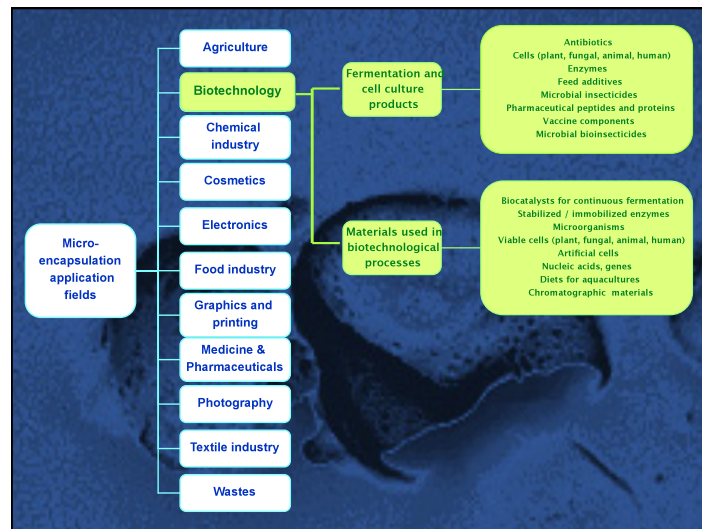 Micro-
encapsulation
application
fields
Agriculture
Biotechnology
Chemical
industry
Cosmetics
Electronics
Food industry
Graphics and
printing
Medicine &
Pharmaceuticals
Photography
Textile industry
Wastes
Fermentation and
cell culture
products
Antibiotics
Cells (plant, fungal, animal, human)
Enzymes
Feed additives
Microbial insecticides
Pharmaceutical peptides and proteins
Vaccine components
Microbial bioinsecticides
Materials used in
biotechnological
processes
Biocatalysts for continuous fermentation
Stabilized / immobilized enzymes
Microorganisms
Viable cells (plant, fungal, animal, human)
Artificial cells
Nucleic acids, genes
Diets for aquacultures
Chromatographic materials